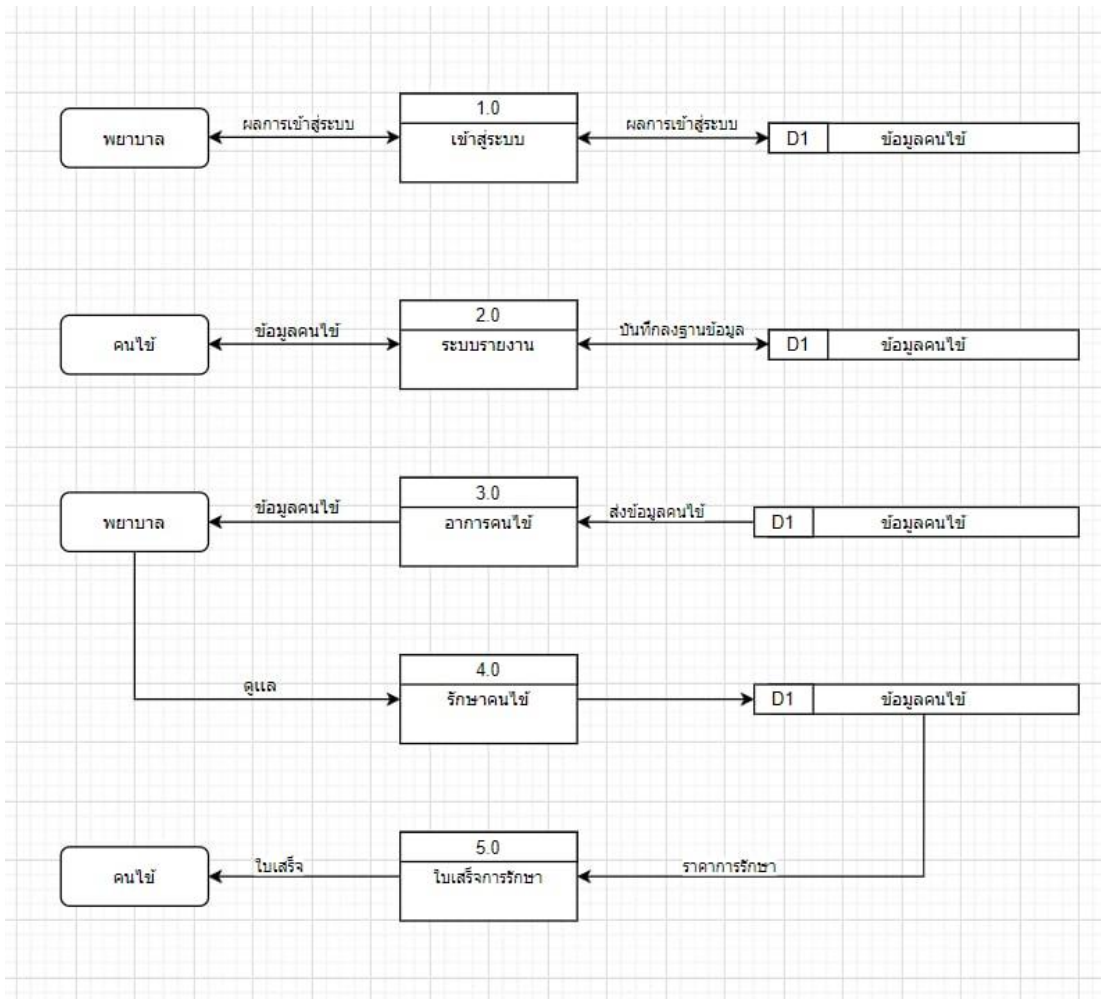 1.0
พยาบาล
ผลการเข้าสู่ระบบ
เข้าสู่ระบบ
ผลการเข้าสู่ระบบ
D1
ข้อมูลคนไข้
2.0
คนไข้
ข้อมูลคนไข้
ระบบรายงาน
บันทึกลงฐานข้อมูล
D1
ข้อมูลคนไข้
3.0
พยาบาล
ข้อมูลคนไข้
อาการคนไข้
ส่งข้อมูลคนไข้
D1
ข้อมูลคนไข้
4.0
ดูแล
รักษาคนไข้
D1
ข้อมูลคนไข้
5.0
คนไข้
ใบเสร็จ
ใบเสร็จการรักษา
ราคาการรักษา